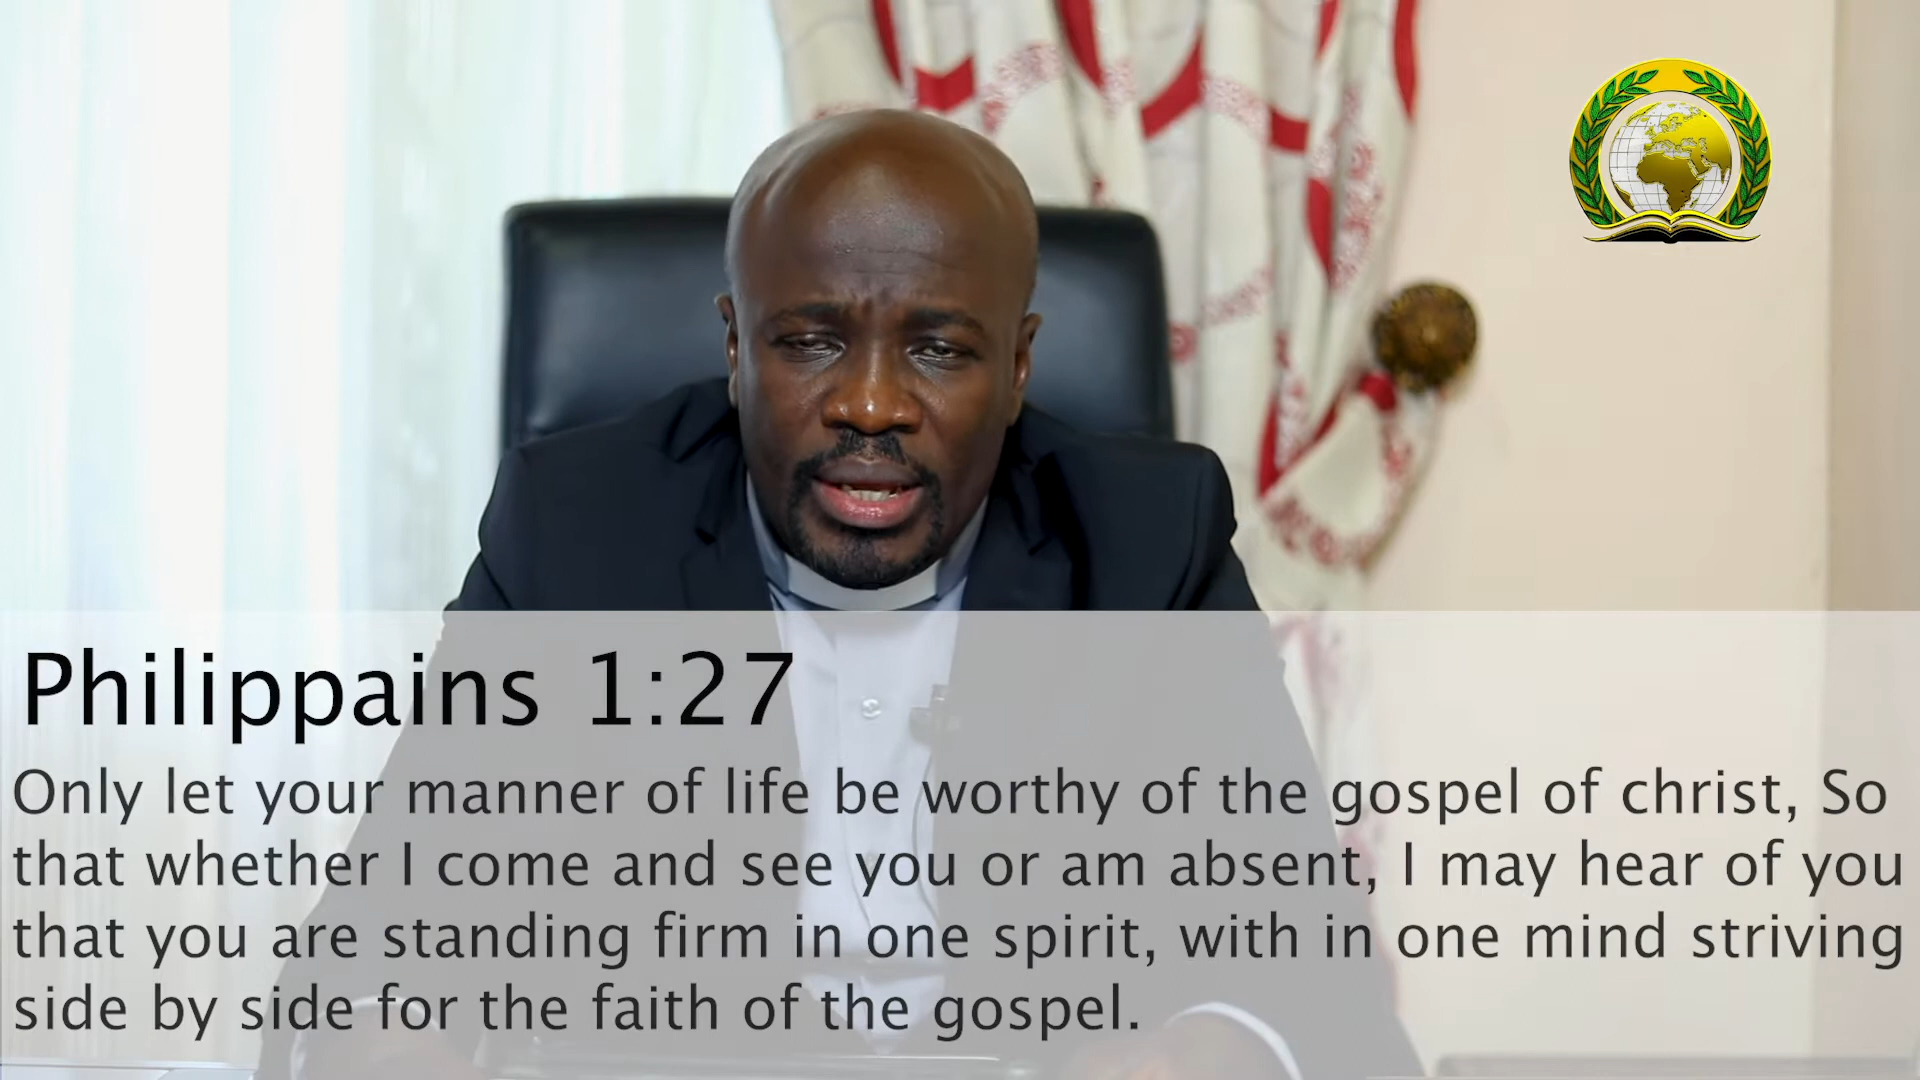 Philippains 1:27
Only let your manner of life be worthy of the gospel of christ, So
that whether I come and see you or am absent, I may hear of you
that you are standing firm in one spirit, with in one mind striving
side by side for the faith of the gospel.